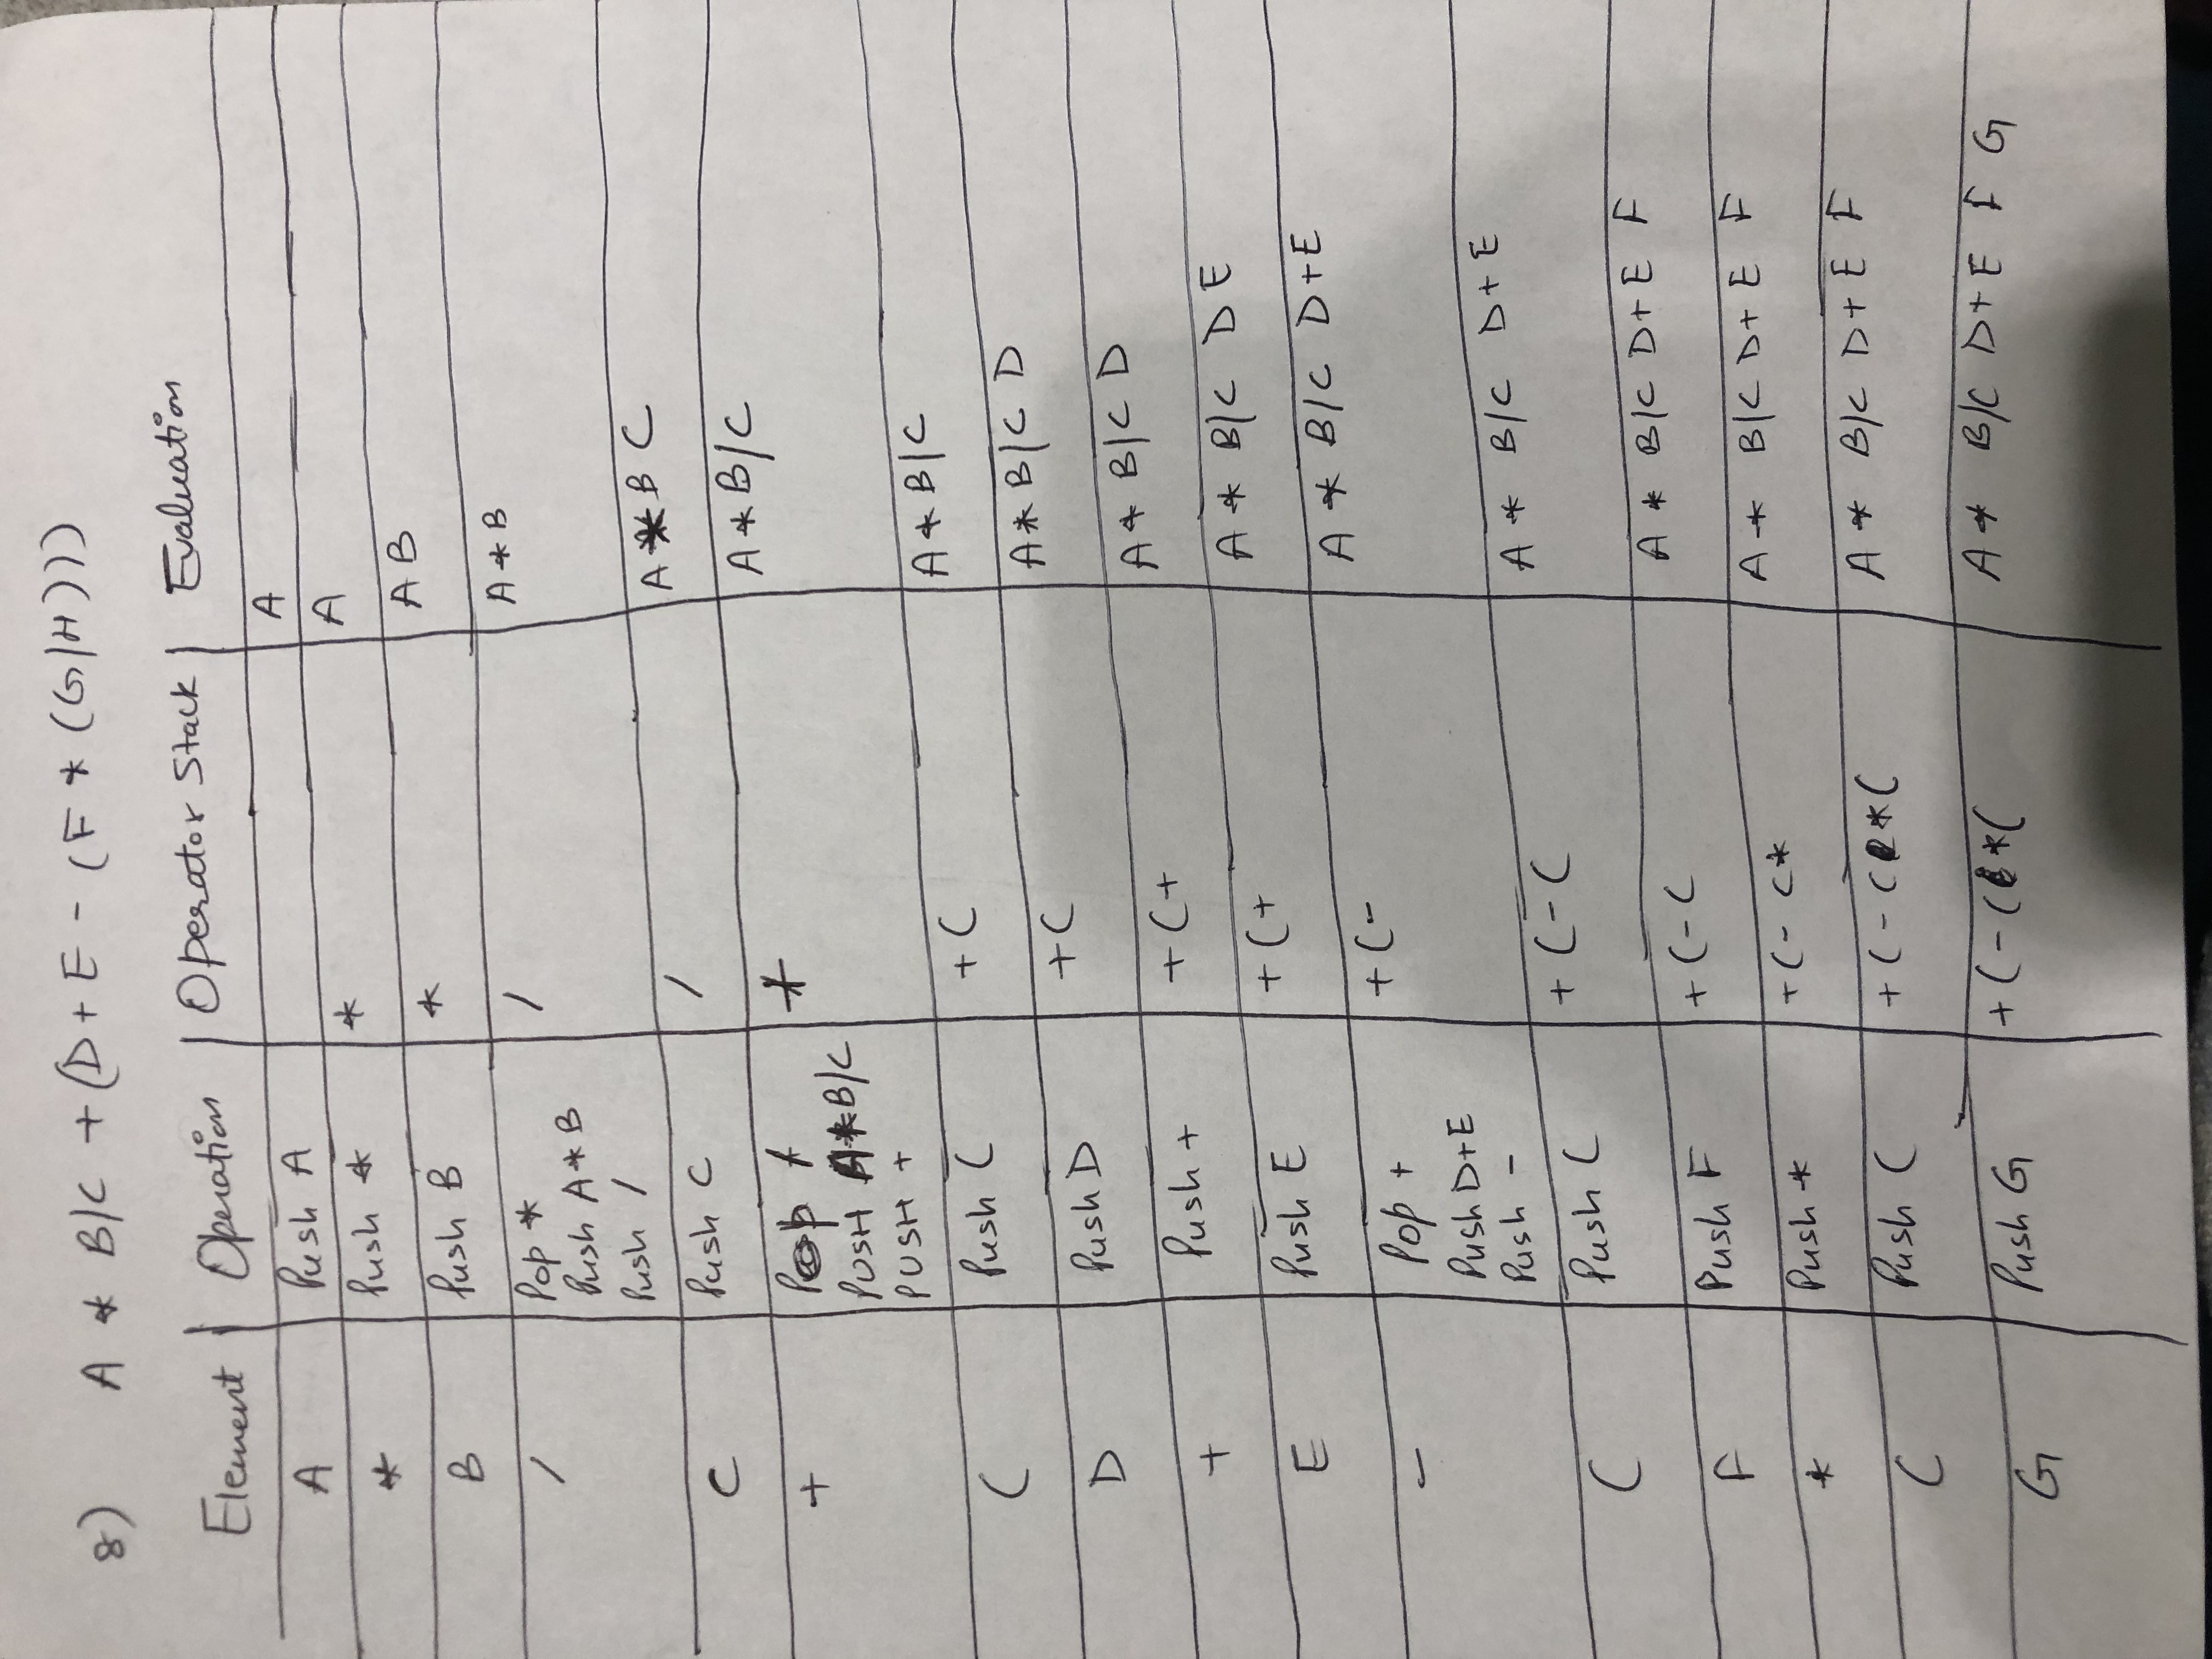 8) A * B/C + (D + E - (F * (G/H)))
Element | Operation | Operator Stack | Evaluation
A | Push A | | A
* | Push * | * | A
B | Push B | * | A B
/ | Pop * | / | A * B
Push A * B
Push /
C | Push C | / | A * B C
+ | Pop / | + | A * B/C
PUSH A * B/C
PUSH +
( | Push ( | + ( | A * B/C
D | Push D | + ( | A * B/C D
+ | Push + | + ( + | A * B/C D
E | Push E | + ( + | A * B/C D E
- | Pop + | + ( - | A * B/C D+E
Push D+E
Push -
( | Push ( | + ( - ( | A * B/C D+E
F | Push F | + ( - ( | A * B/C D+E F
* | Push * | + ( - ( * | A * B/C D+E F
( | Push ( | + ( - ( * ( | A * B/C D+E F
G | Push G | + ( - ( * ( | A * B/C D+E F G